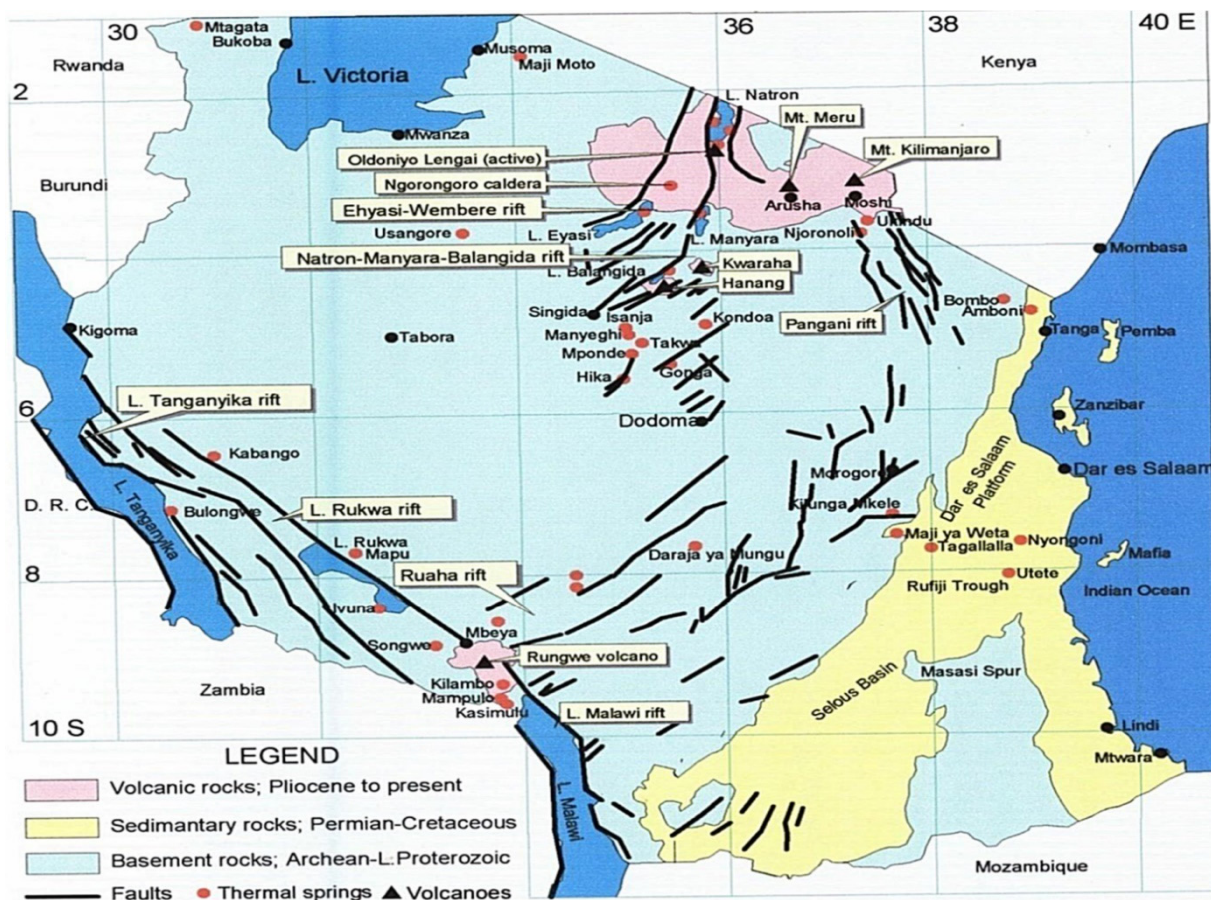 30
36
38
40 E
Mtagata
Bukoba
Rwanda
L. Victoria
Musoma
Maji Moto
Kenya
2
L. Natron
Mt. Meru
Mwanza
Oldoniyo Lengai (active)
Mt. Kilimanjaro
Burundi
Ngorongoro caldera
Ehyasi-Wembere rift
Arusha
Moshi
Usangore
L. Eyasi
L. Manyara
Njoronoli
Natron-Manyara-Balangida rift
Mombasa
L. Balangida
Kwaraha
Hanang
Singida
Isanja
Kondoa
Pangani rift
Bombo
Amboni
Kigoma
Tabora
Manyeghi
Takwa
Mponde
Gonga
Hika
Tanga
Pemba
L. Tanganyika rift
6
Dodoma
Zanzibar
Kabango
Morogoro
Dar es Salaam
Dar es Salaam
Platform
D. R. C.
L. Tanganyika
Bulongwe
L. Rukwa rift
Kilunga Mkele
L. Rukwa
Mapu
Daraja ya Mungu
Maji ya Weta
Tagallalla
Nyongoni
Mafia
8
Ruaha rift
Utete
Rufiji Trough
Indian Ocean
Uvuna
Mbeya
Songwe
Rungwe volcano
Masasi Spur
Zambia
Kilambo
Mampulo
Kasimulu
Selous Basin
L. Malawi rift
10 S
Lindi
Mtwara
LEGEND
L. Malawi
Volcanic rocks; Pliocene to present
Sedimantary rocks; Permian-Cretaceous
Basement rocks; Archean-L.Proterozoic
Mozambique
Faults
Thermal springs
Volcanoes